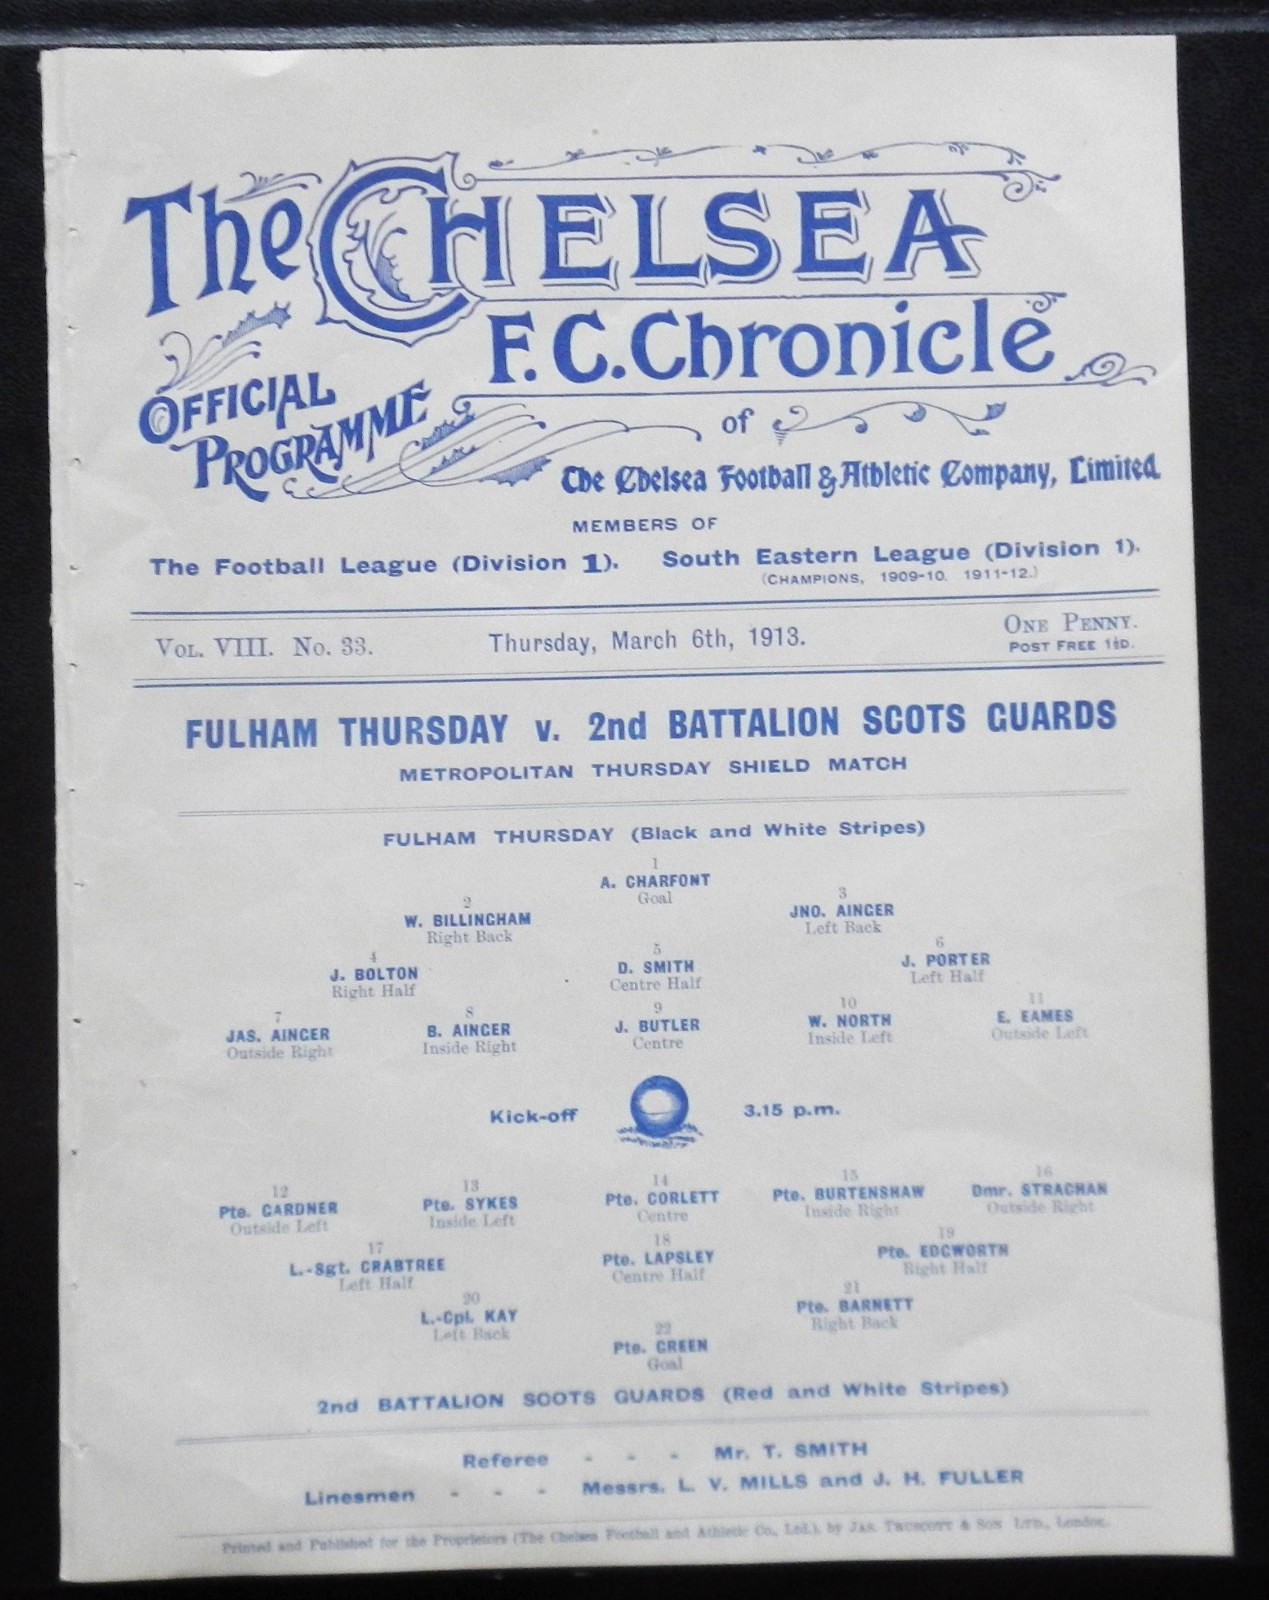 The CHELSEA
F.C. Chronicle
OFFICIAL
PROGRAMME
of
The Chelsea Football & Athletic Company, Limited.
MEMBERS OF
The Football League (Division 1). South Eastern League (Division 1).
(CHAMPIONS, 1909-10, 1911-12.)
VOL. VIII. No. 33. Thursday, March 6th, 1913. ONE PENNY.
POST FREE 1½D.
FULHAM THURSDAY v. 2nd BATTALION SCOTS GUARDS
METROPOLITAN THURSDAY SHIELD MATCH
FULHAM THURSDAY (Black and White Stripes)
1
A. CHARFONT
Goal
2 3
W. BILLINGHAM JNO. AINGER
Right Back Left Back
4 5 6
J. BOLTON D. SMITH J. PORTER
Right Half Centre Half Left Half
7 8 9 10 11
JAS. AINGER B. AINGER J. BUTLER W. NORTH E. EAMES
Outside Right Inside Right Centre Inside Left Outside Left
Kick-off 3.15 p.m.
12 13 14 15 16
Pte. GARDNER Pte. SYKES Pte. CORLETT Pte. BURTENSHAW Dmr. STRACHAN
Outside Left Inside Left Centre Inside Right Outside Right
17 18 19
L.-Sgt. CRABTREE Pte. LAPSLEY Pte. EDGWORTH
Left Half Centre Half Right Half
20 21
L.-Cpl. KAY Pte. BARNETT
Left Back Right Back
22
Pte. GREEN
Goal
2nd BATTALION SCOTS GUARDS (Red and White Stripes)
Referee - - - Mr. T. SMITH
Linesmen - - - Messrs. L. V. MILLS and J. H. FULLER
Printed and Published for the Proprietors (The Chelsea Football and Athletic Co., Ltd.), by JAS. TRUSCOTT & SON LTD., London.